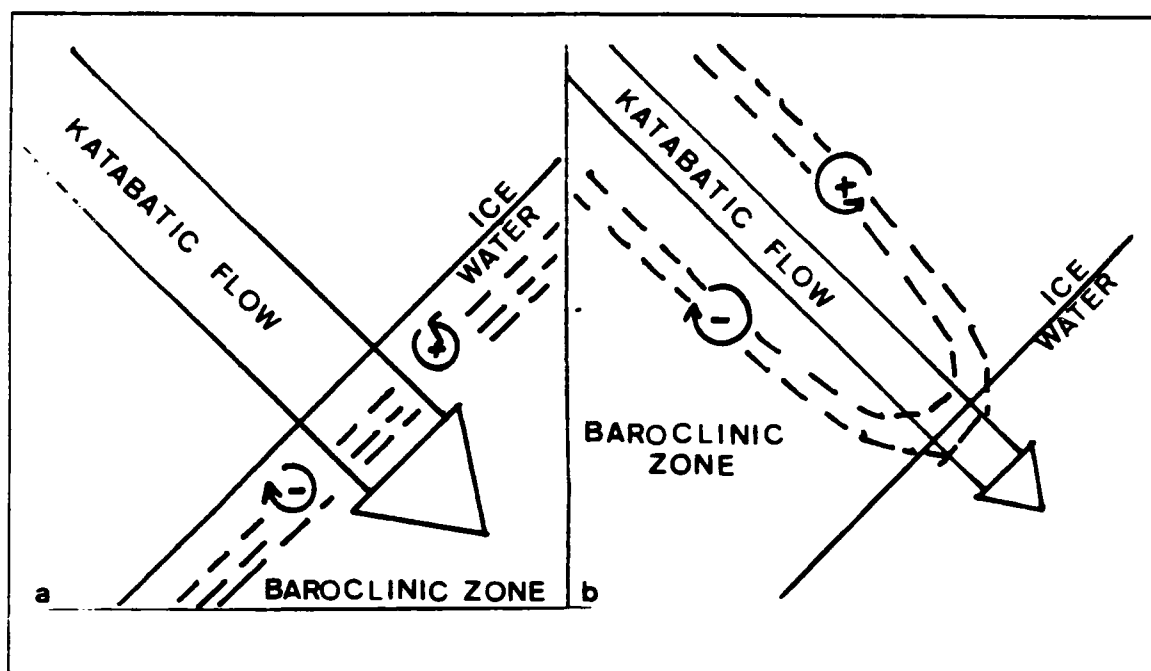 KATABATIC FLOW
ICE
WATER
+
-
BAROCLINIC ZONE
a
KATABATIC FLOW
+
ICE
WATER
-
BAROCLINIC
ZONE
b